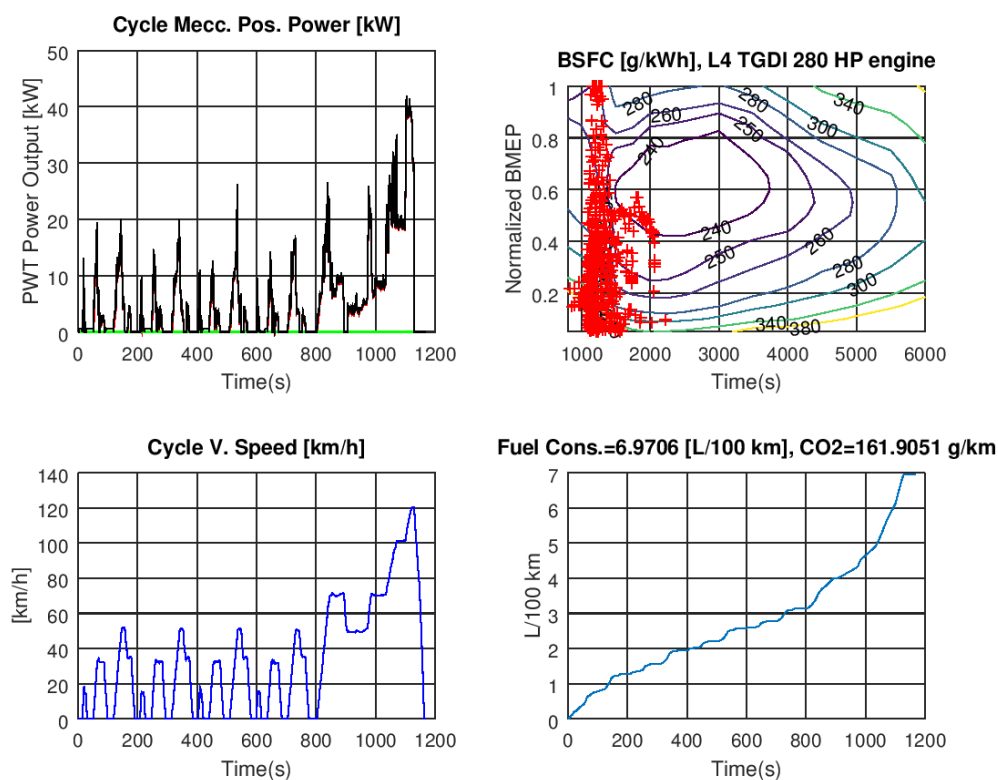 Cycle Mecc. Pos. Power [kW]
PWT Power Output [kW]
50
40
30
20
10
0
0 200 400 600 800 1000 1200
Time(s)
BSFC [g/kWh], L4 TGDI 280 HP engine
Normalized BMEP
1
0.8
0.6
0.4
0.2
280
260
240
280
250
300
340
240
250
260
280
300
340
380
1000 2000 3000 4000 5000 6000
Time(s)
Cycle V. Speed [km/h]
[km/h]
140
120
100
80
60
40
20
0
0 200 400 600 800 1000 1200
Time(s)
Fuel Cons.=6.9706 [L/100 km], CO2=161.9051 g/km
L/100 km
7
6
5
4
3
2
1
0
0 200 400 600 800 1000 1200
Time(s)